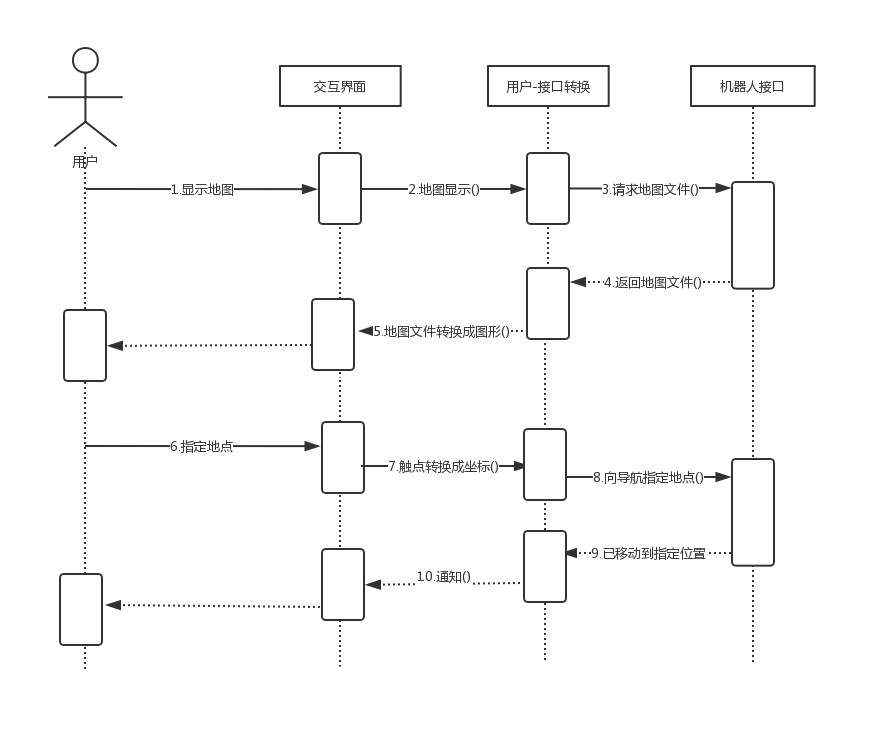 交互界面
用户-接口转换
机器人接口
用户
1.显示地图
2.地图显示()
3.请求地图文件()
4.返回地图文件()
5.地图文件转换成图形()
6.指定地点
7.触点转换成坐标()
8.向导航指定地点()
9.已移动到指定位置
10.通知()